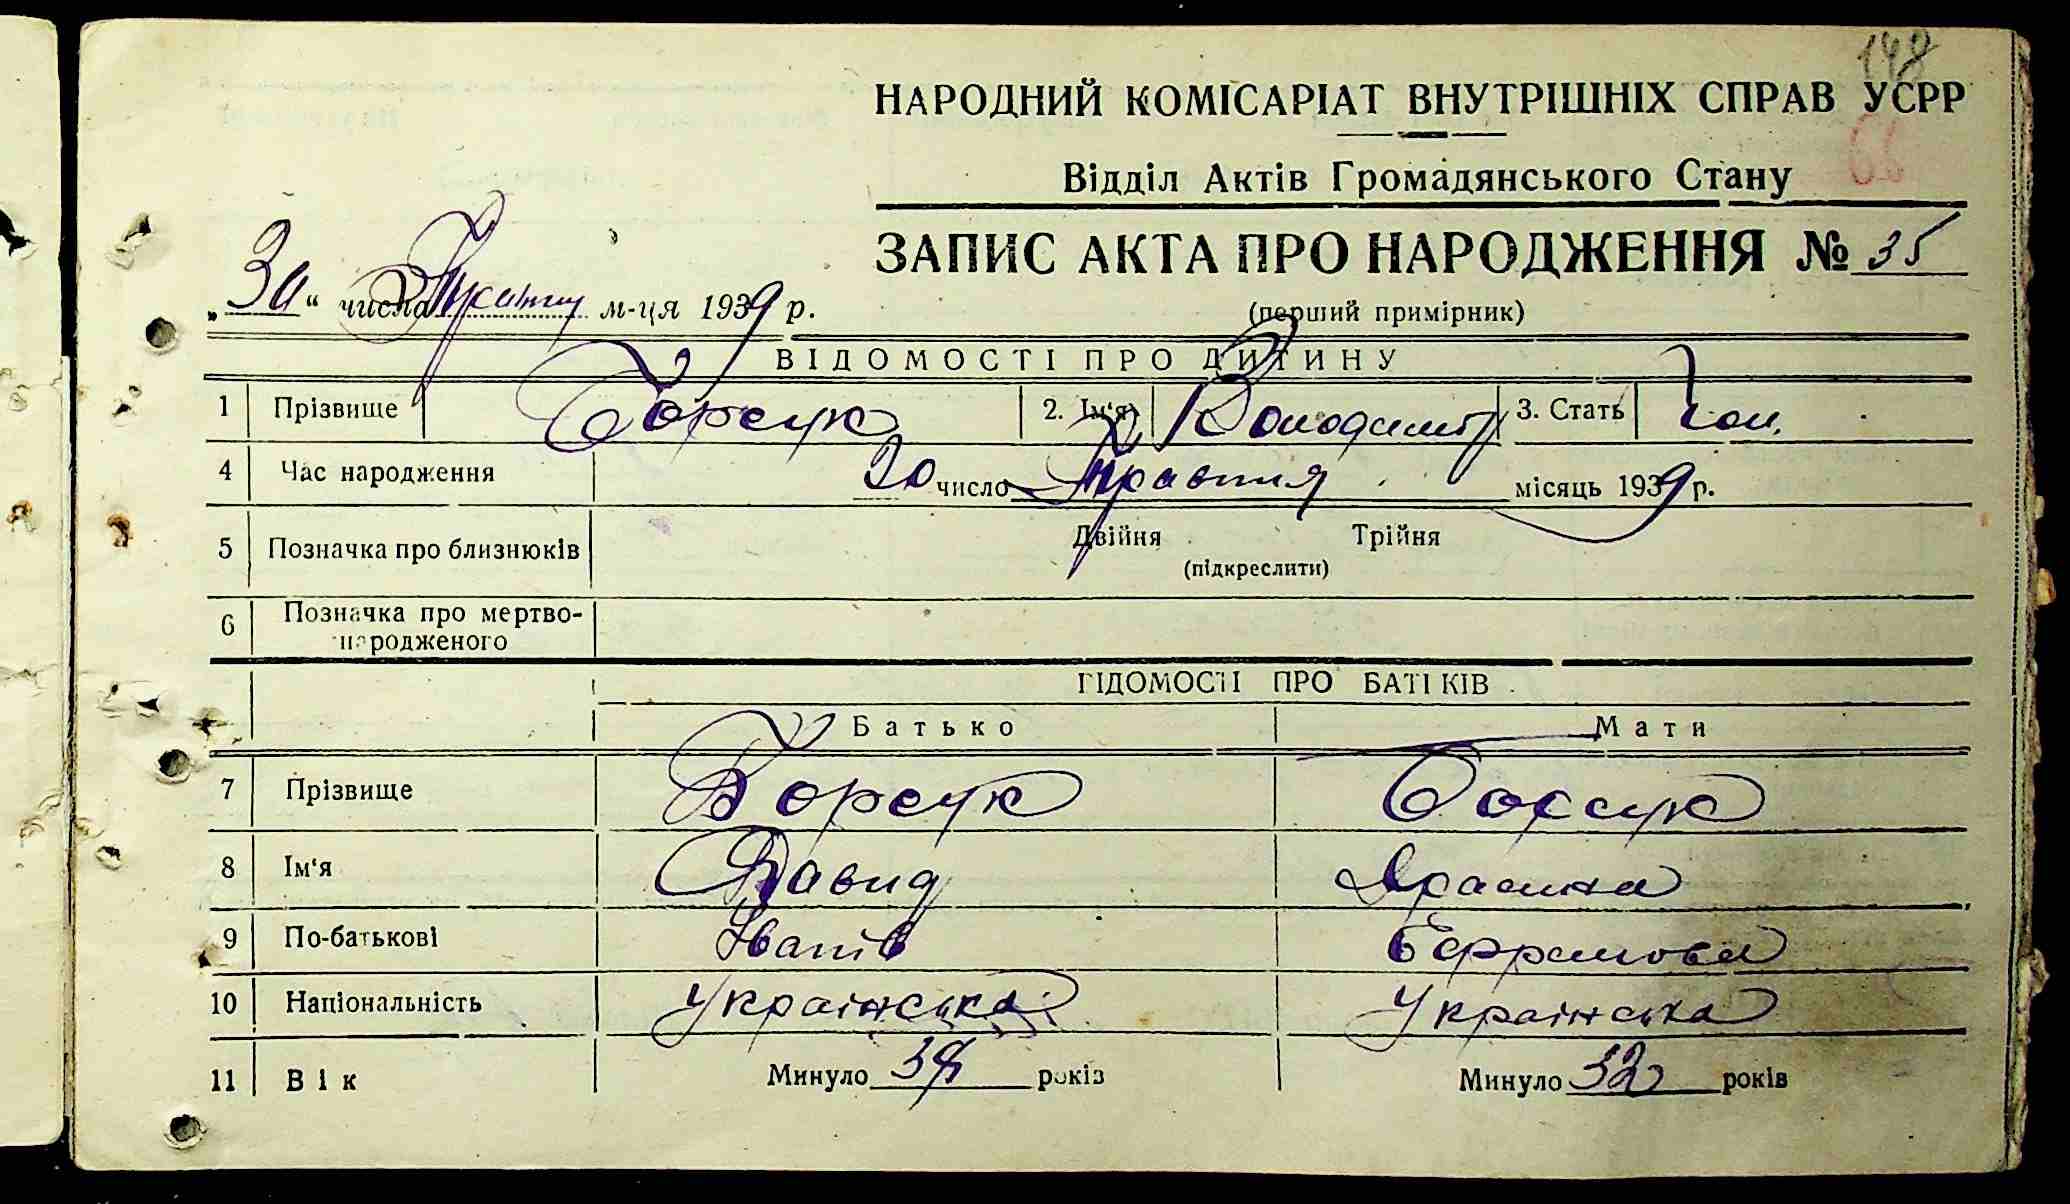 148
НАРОДНИЙ КОМІСАРІАТ ВНУТРІШНІХ СПРАВ УСРР
66
Відділ Актів Громадянського Стану
ЗАПИС АКТА ПРО НАРОДЖЕННЯ № 35
„30“ числа Травня м-ця 1939 р. (перший примірник)
ВІДОМОСТІ ПРО ДИТИНУ
1 Прізвище Борсук 2. Ім'я Володимир 3. Стать Чол.
4 Час народження 20 число Травня місяць 1939 р.
5 Позначка про близнюків Двійня Трійня
(підкреслити)
6 Позначка про мертво-
народженого
ВІДОМОСТІ ПРО БАТЬКІВ
Батько Мати
7 Прізвище Борсук Борсук
8 Ім'я Давид
9 По-батькові Іванів
10 Національність Українська Українська
11 Вік Минуло років Минуло 32 років